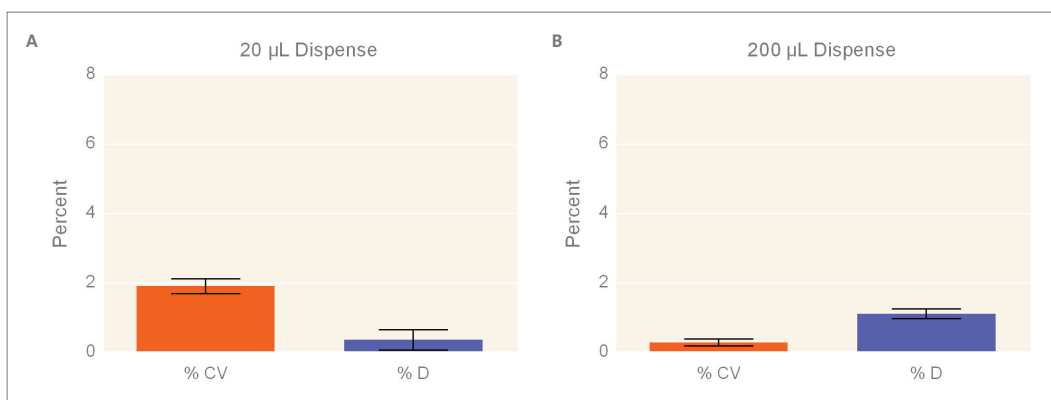 A
20 µL Dispense
Percent
8
6
4
2
0
% CV
% D
B
200 µL Dispense
Percent
8
6
4
2
0
% CV
% D